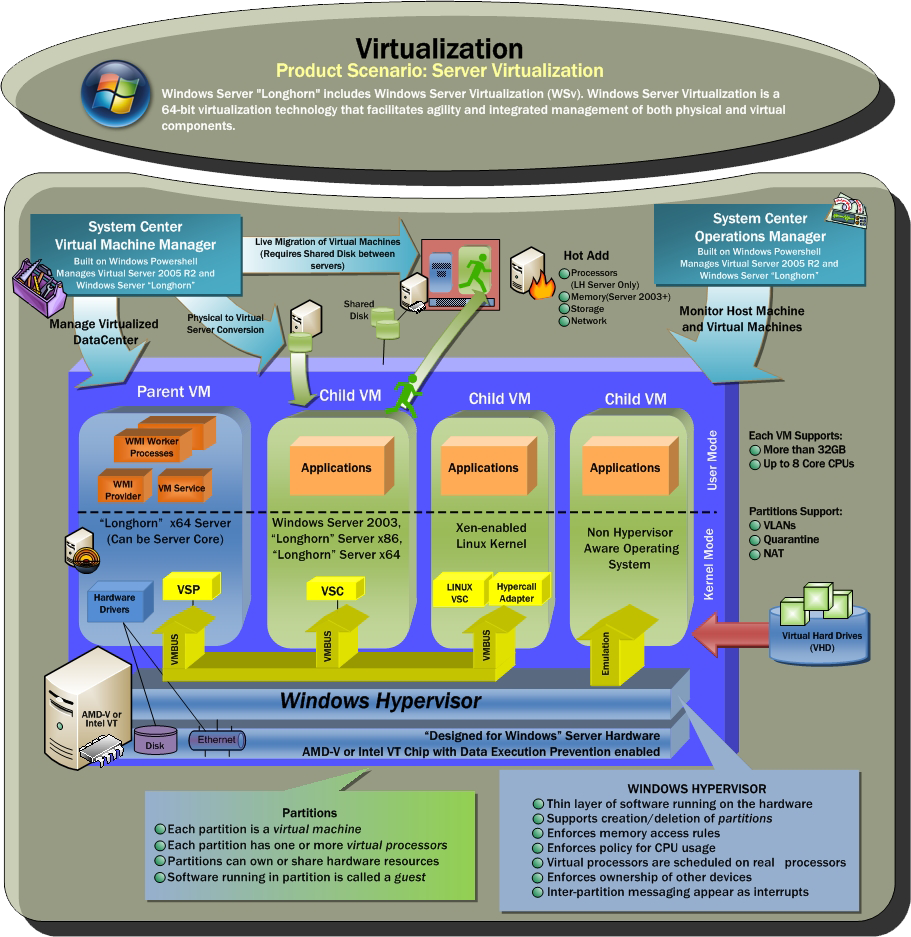 Virtualization
Product Scenario: Server Virtualization
Windows Server "Longhorn" includes Windows Server Virtualization (WSv). Windows Server Virtualization is a
64-bit virtualization technology that facilitates agility and integrated management of both physical and virtual
components.
System Center
Virtual Machine Manager
Built on Windows Powershell
Manages Virtual Server 2005 R2 and
Windows Server “Longhorn”
Live Migration of Virtual Machines
(Requires Shared Disk between
servers)
Hot Add
Processors
(LH Server Only)
Memory(Server 2003+)
Storage
Network
System Center
Operations Manager
Built on Windows Powershell
Manages Virtual Server 2005 R2 and
Windows Server “Longhorn”
Manage Virtualized
DataCenter
Physical to Virtual
Server Conversion
Shared
Disk
Monitor Host Machine
and Virtual Machines
Parent VM
Child VM
Child VM
Child VM
WMI Worker
Processes
WMI
Provider
VM Service
Applications
Applications
Applications
User Mode
Each VM Supports:
More than 32GB
Up to 8 Core CPUs
“Longhorn” x64 Server
(Can be Server Core)
Windows Server 2003,
“Longhorn” Server x86,
“Longhorn” Server x64
Xen-enabled
Linux Kernel
Non Hypervisor
Aware Operating
System
Kernel Mode
Partitions Support:
VLANs
Quarantine
NAT
Hardware
Drivers
VSP
VSC
LINUX
VSC
Hypercall
Adapter
VMBUS
VMBUS
VMBUS
Emulation
Virtual Hard Drives
(VHD)
Windows Hypervisor
AMD-V or
Intel VT
Disk
Ethernet
“Designed for Windows” Server Hardware
AMD-V or Intel VT Chip with Data Execution Prevention enabled
Partitions
Each partition is a virtual machine
Each partition has one or more virtual processors
Partitions can own or share hardware resources
Software running in partition is called a guest
WINDOWS HYPERVISOR
Thin layer of software running on the hardware
Supports creation/deletion of partitions
Enforces memory access rules
Enforces policy for CPU usage
Virtual processors are scheduled on real processors
Enforces ownership of other devices
Inter-partition messaging appear as interrupts